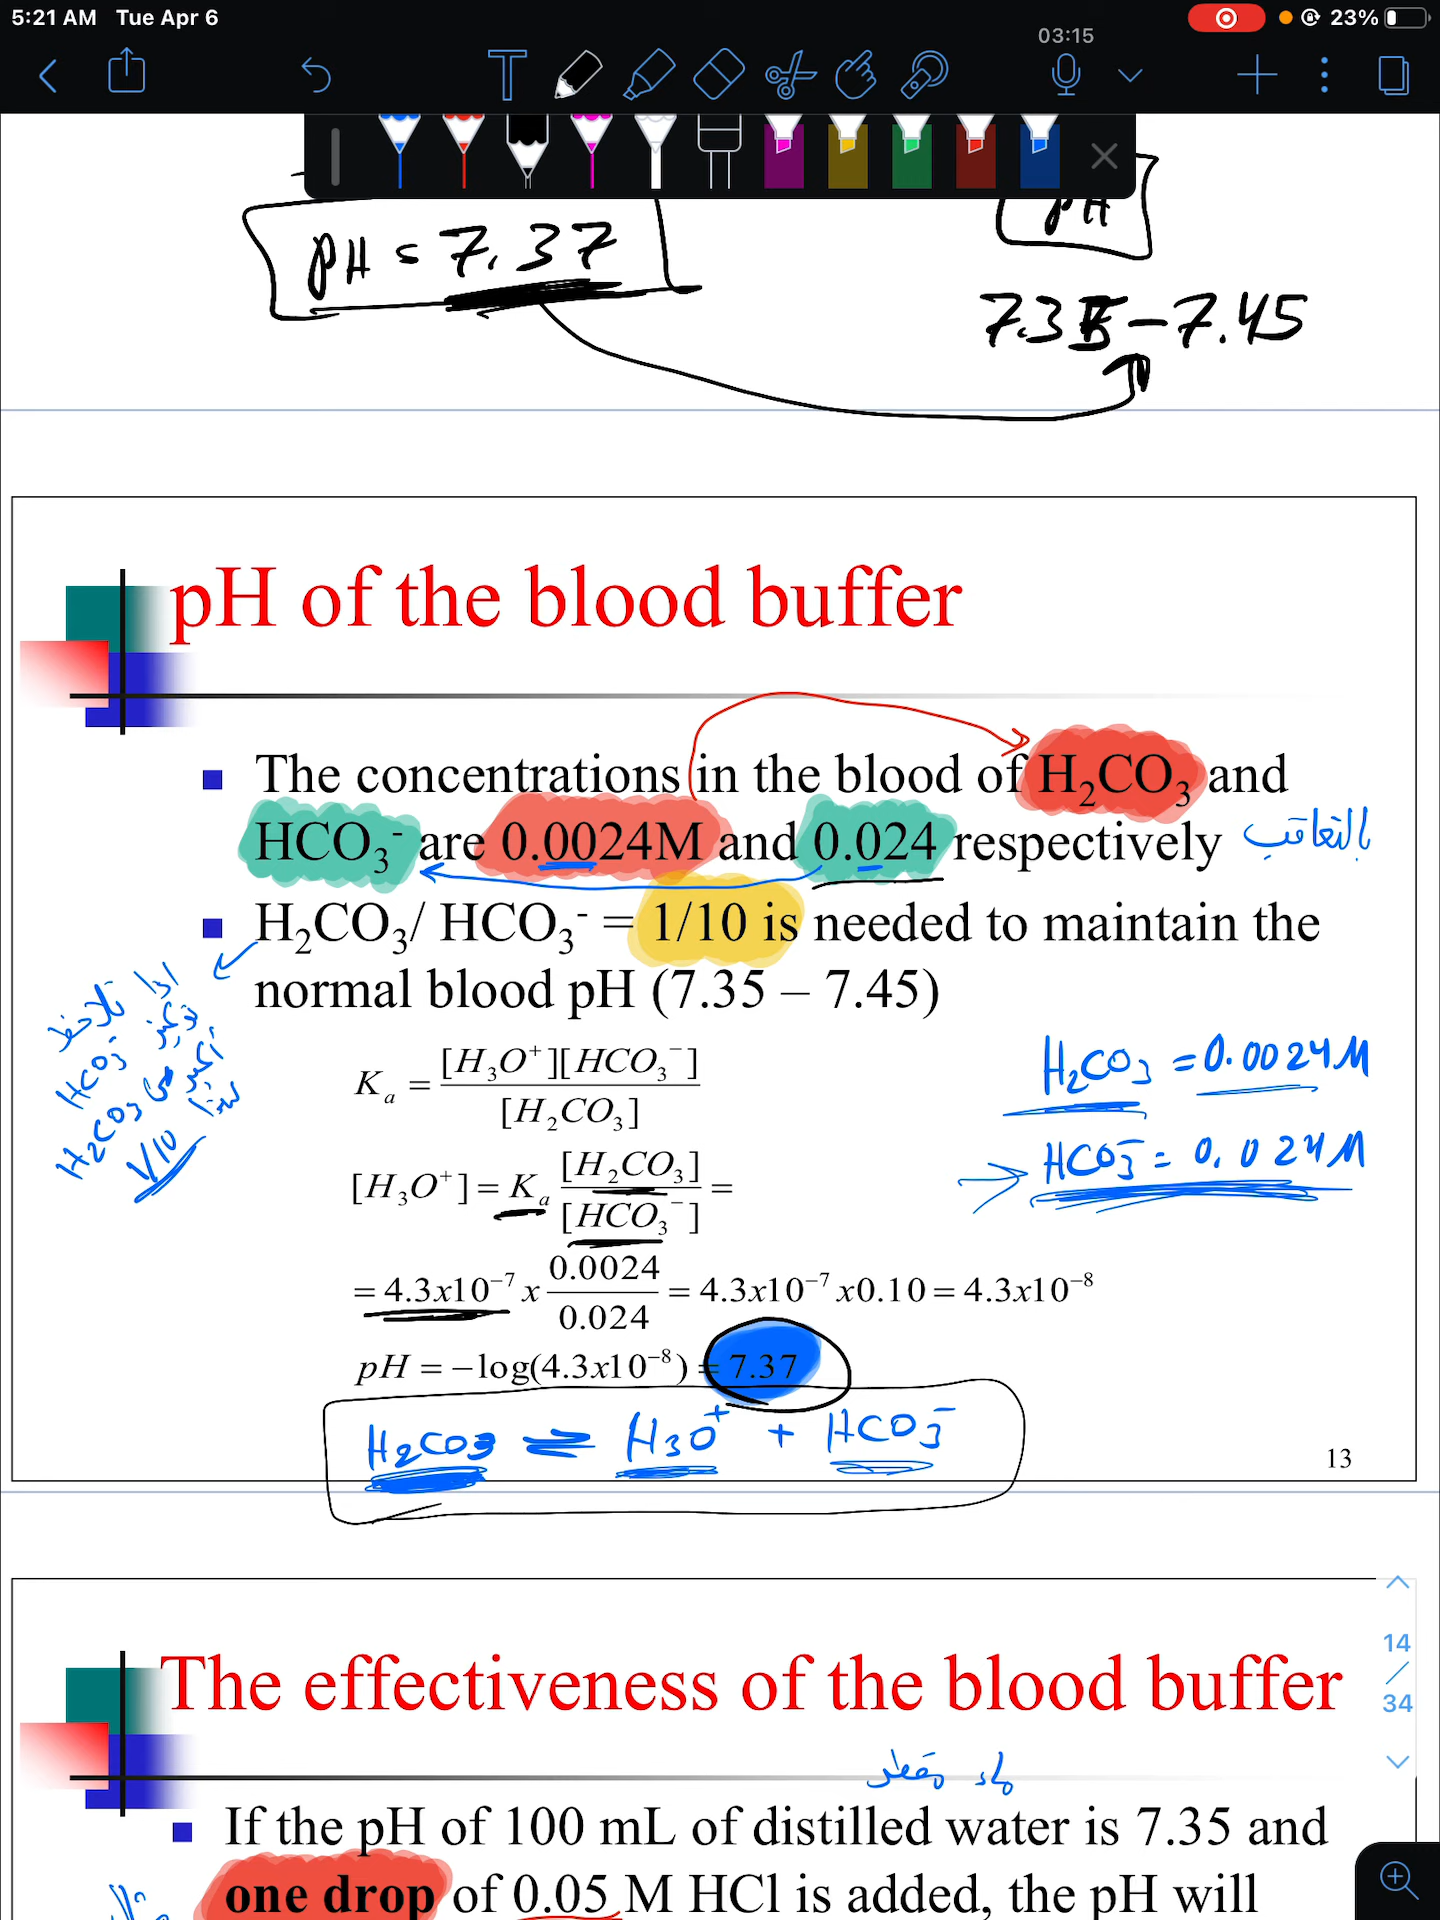 5:21 AM Tue Apr 6
23%
03:15
pH = 7.37
pH
7.35 – 7.45
pH of the blood buffer
The concentrations in the blood of H₂CO₃ and
HCO₃⁻ are 0.0024M and 0.024 respectively بالتعاقب
H₂CO₃/ HCO₃⁻ = 1/10 is needed to maintain the
normal blood pH (7.35 – 7.45)
اذا نلاحظ
تركيز HCO₃⁻
أكبر من H₂CO₃
لهذا
1/10
Kₐ = [H₃O⁺][HCO₃⁻] / [H₂CO₃]
H₂CO₃ = 0.0024M
HCO₃⁻ = 0.024M
[H₃O⁺] = Kₐ [H₂CO₃] / [HCO₃⁻] =
= 4.3x10⁻⁷ x 0.0024 / 0.024 = 4.3x10⁻⁷ x0.10 = 4.3x10⁻⁸
pH = −log(4.3x10⁻⁸) = 7.37
H₂CO₃ ⇌ H₃O⁺ + HCO₃⁻
13
The effectiveness of the blood buffer
14
/
34
ماء مقطر
If the pH of 100 mL of distilled water is 7.35 and
one drop of 0.05 M HCl is added, the pH will